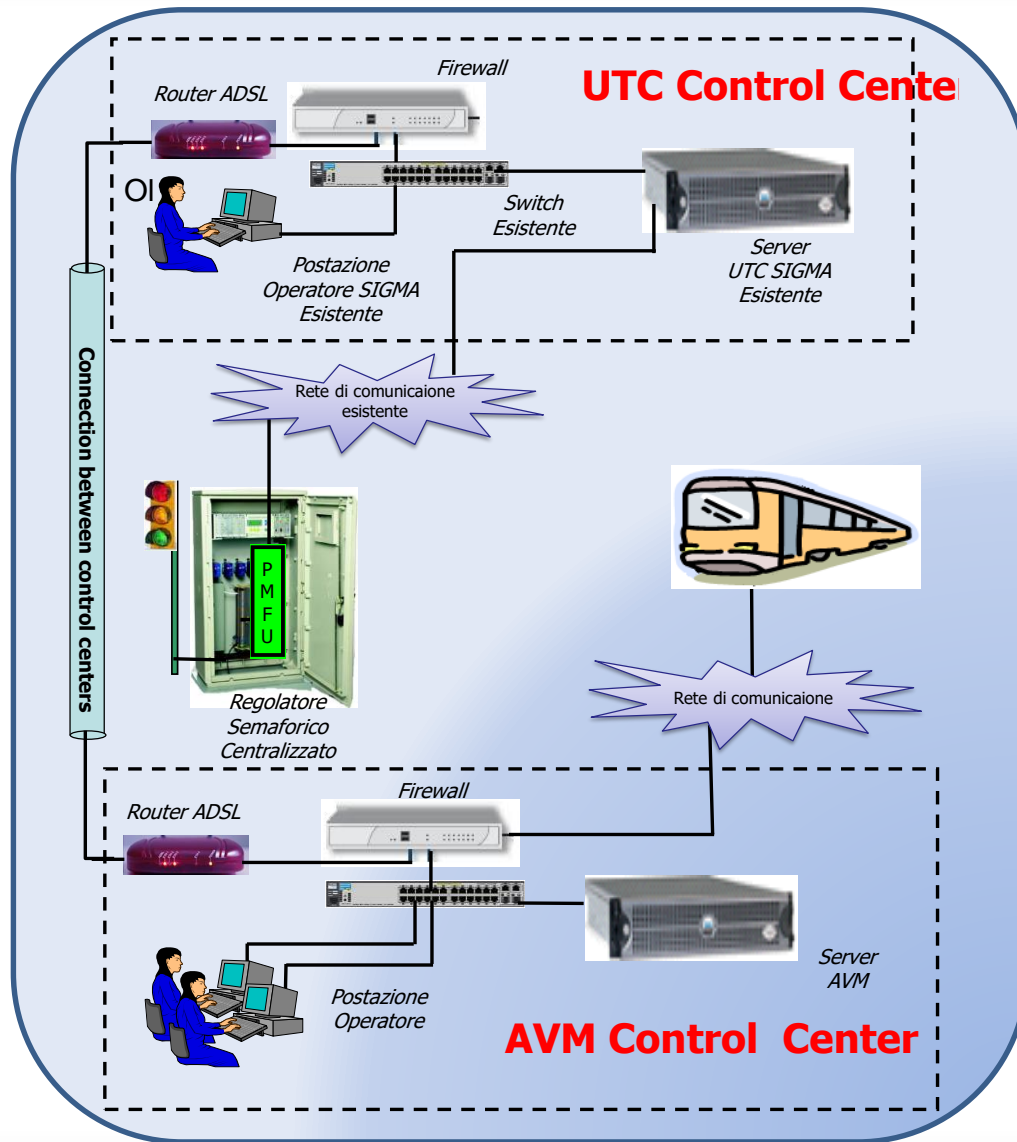 Firewall
UTC Control Cente
Router ADSL
OI
Switch
Esistente
Postazione
Operatore SIGMA
Esistente
Server
UTC SIGMA
Esistente
Connection between control centers
Rete di comunicaione
esistente
P
M
F
U
Regolatore
Semaforico
Centralizzato
Rete di comunicaione
Firewall
Router ADSL
Postazione
Operatore
Server
AVM
AVM Control Center